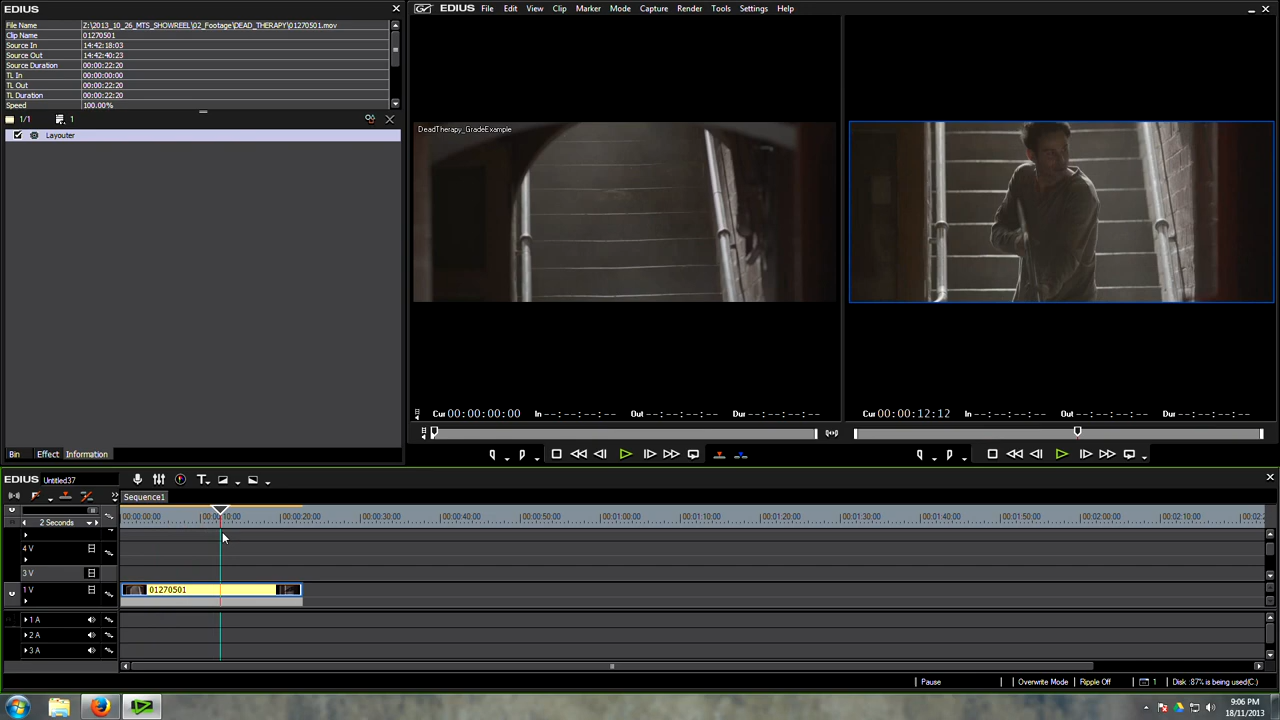 EDIUS
File Name Z:\2013_10_26_MTS_SHOWREEL\02_Footage\DEAD_THERAPY\01270501.mov
Clip Name 01270501
Source In 14:42:18:03
Source Out 14:42:40:23
Source Duration 00:00:22:20
TL In 00:00:00:00
TL Out 00:00:22:20
TL Duration 00:00:22:20
Speed 100.00%
1/1 1
Layouter
Bin Effect Information
EDIUS File Edit View Clip Marker Mode Capture Render Tools Settings Help
DeadTherapy_GradeExample
Cur 00:00:00:00 In --:--:--:-- Out --:--:--:-- Dur --:--:--:--
Cur 00:00:12:12 In --:--:--:-- Out --:--:--:-- Dur --:--:--:--
EDIUS Untitled37
Sequence1
2 Seconds
00:00:00:00 00:00:10:00 00:00:20:00 00:00:30:00 00:00:40:00 00:00:50:00 00:01:00:00 00:01:10:00 00:01:20:00 00:01:30:00 00:01:40:00 00:01:50:00 00:02:00:00 00:02:10:00 00:02:2
4 V
3 V
1 V 01270501
1 A
2 A
3 A
Pause Overwrite Mode Ripple Off 1 Disk :87% is being used(C:)
9:06 PM
18/11/2013